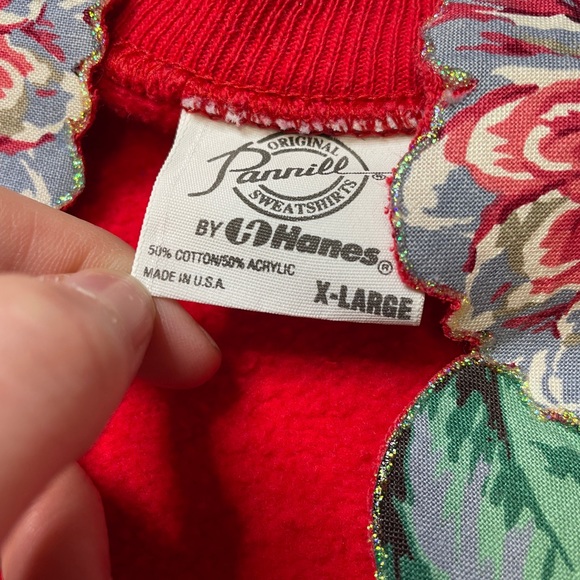 ORIGINAL
Pannill ®
SWEATSHIRTS
BY H Hanes®
50% COTTON/50% ACRYLIC
MADE IN U.S.A.
X-LARGE